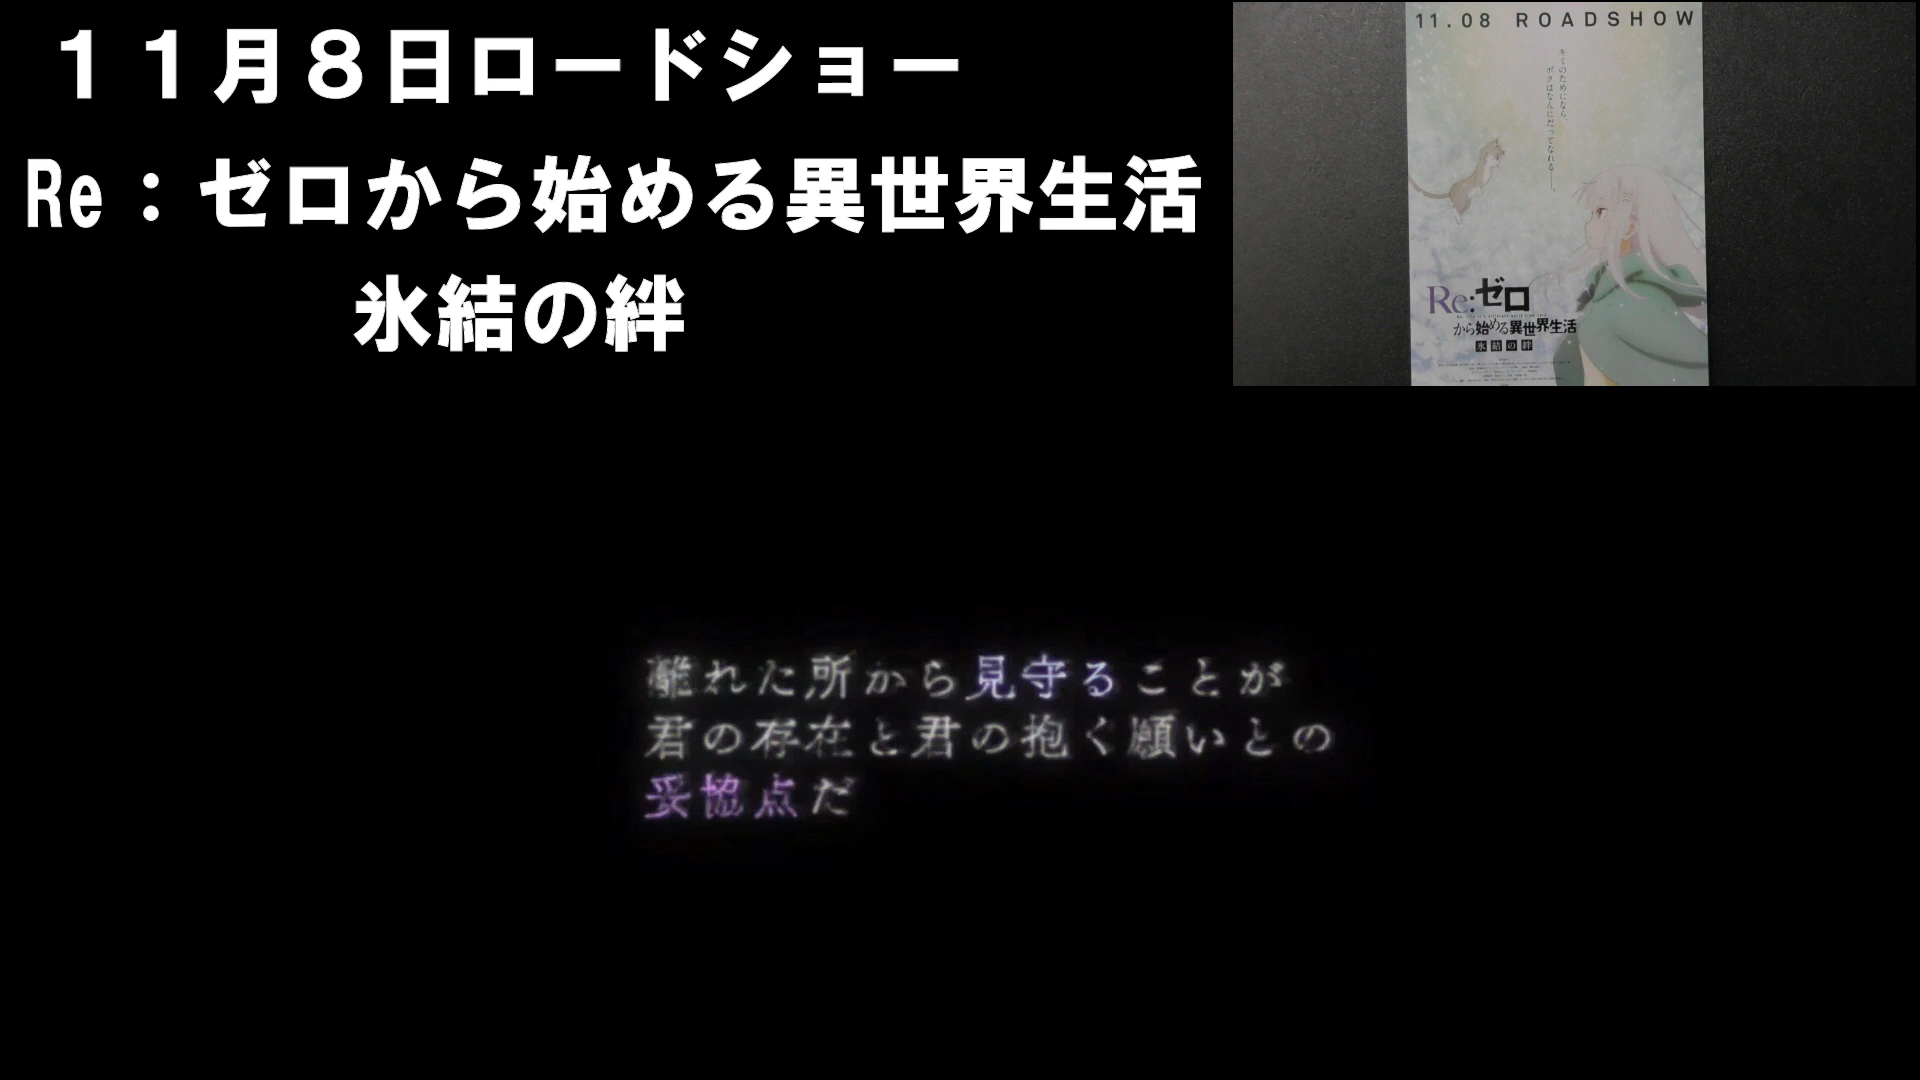 １１月８日ロードショー
Re：ゼロから始める異世界生活
氷結の絆
11.08 ROADSHOW
キミのためになら、
ボクはなんにだってなれる――
Re:ゼロ
から始める異世界生活
氷結の絆
離れた所から見守ることが
君の存在と君の抱く願いとの
妥協点だ